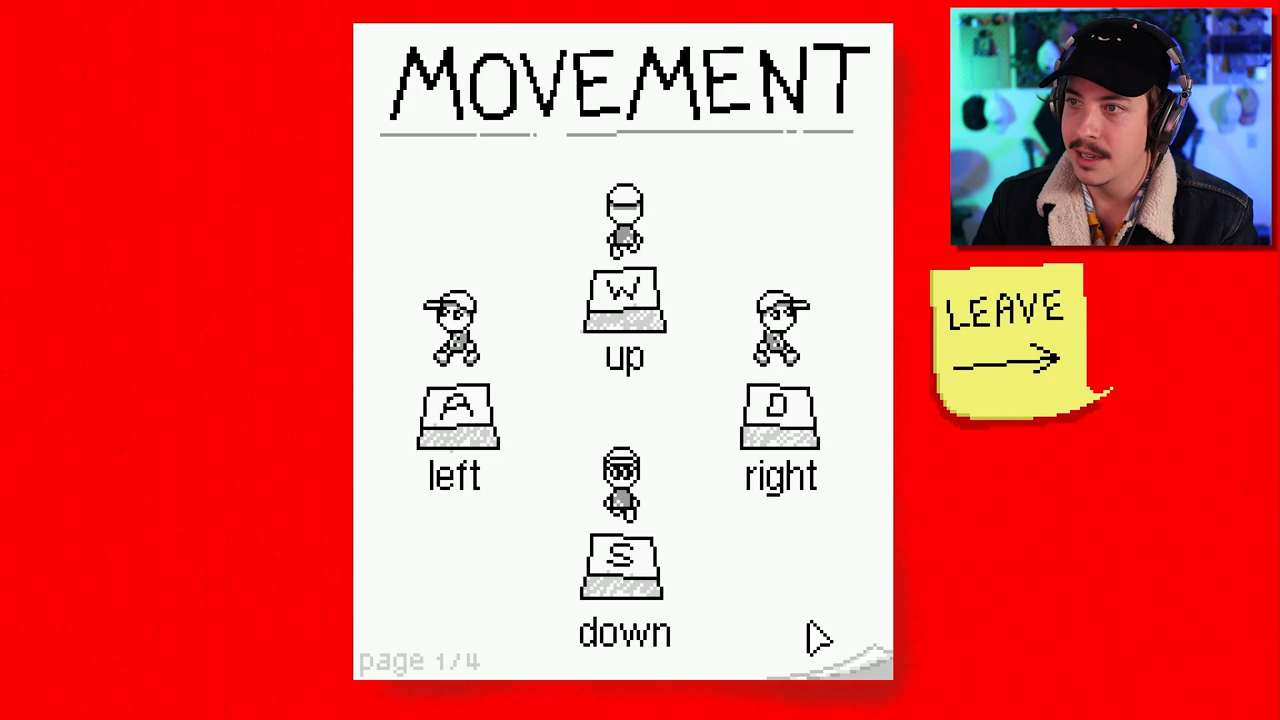 MOVEMENT
W
up
A
D
left
right
S
down
page 1/4
LEAVE